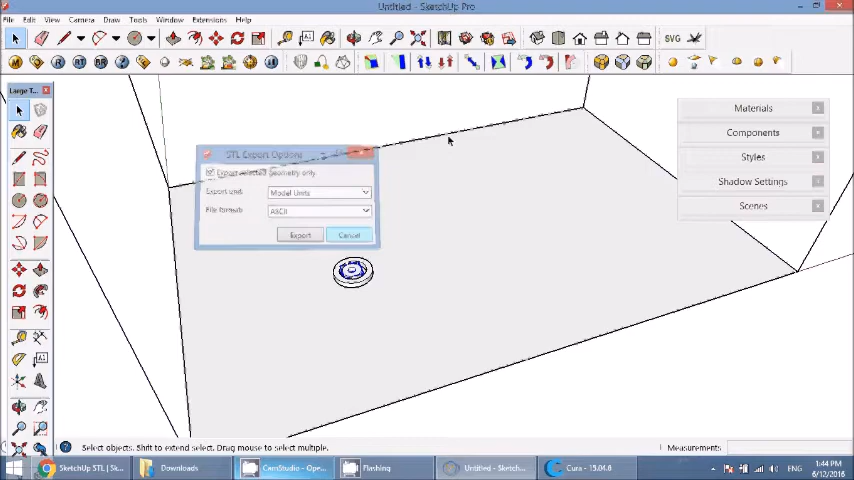 Untitled - SketchUp Pro
File Edit View Camera Draw Tools Window Extensions Help
SVG
Large T...
STL Export Options
Export selected geometry only
Export unit: Model Units
File format: ASCII
Export Cancel
Materials
Components
Styles
Shadow Settings
Scenes
Select objects. Shift to extend select. Drag mouse to select multiple.
Measurements
SketchUp STL | Sk...
Downloads
CamStudio - Ope...
Flashing
Untitled - Sketch...
Cura - 15.04.6
ENG
1:44 PM
6/12/2016